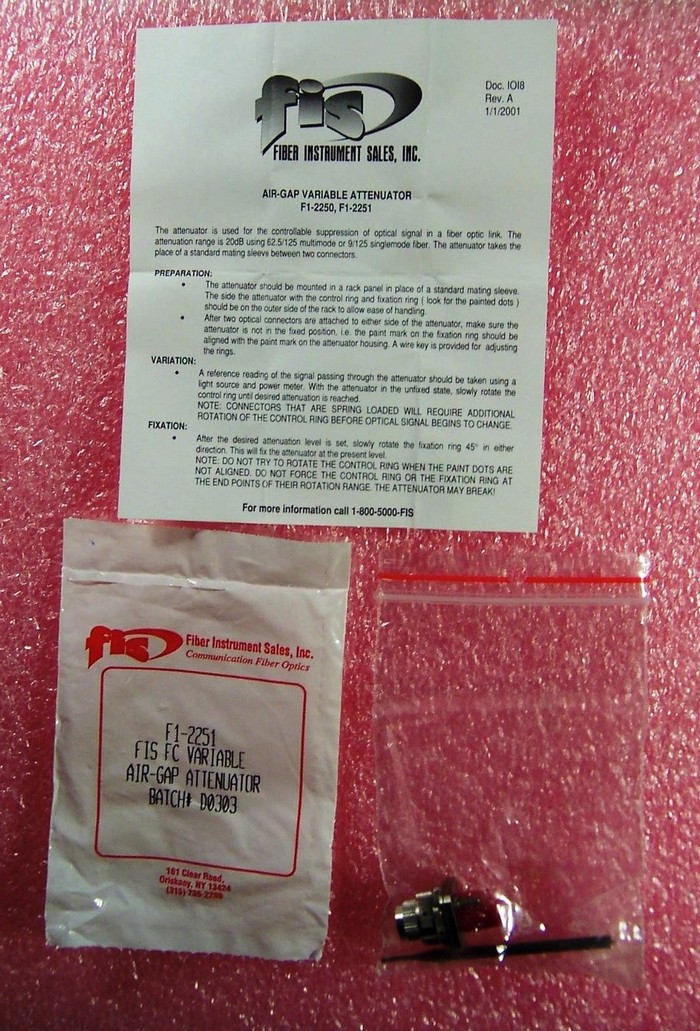 fis
FIBER INSTRUMENT SALES, INC.
Doc. IOI8
Rev. A
1/1/2001
AIR-GAP VARIABLE ATTENUATOR
F1-2250, F1-2251
The attenuator is used for the controllable suppression of optical signal in a fiber optic link. The
attenuation range is 20dB using 62.5/125 multimode or 9/125 singlemode fiber. The attenuator takes the
place of a standard mating sleeve between two connectors.
PREPARATION:
• The attenuator should be mounted in a rack panel in place of a standard mating sleeve.
The side the attenuator with the control ring and fixation ring ( look for the painted dots )
should be on the outer side of the rack to allow ease of handling.
• After two optical connectors are attached to either side of the attenuator, make sure the
attenuator is not in the fixed position, i.e. the paint mark on the fixation ring should be
aligned with the paint mark on the attenuator housing. A wire key is provided for adjusting
the rings.
VARIATION:
• A reference reading of the signal passing through the attenuator should be taken using a
light source and power meter. With the attenuator in the unfixed state, slowly rotate the
control ring until desired attenuation is reached.
NOTE: CONNECTORS THAT ARE SPRING LOADED WILL REQUIRE ADDITIONAL
ROTATION OF THE CONTROL RING BEFORE OPTICAL SIGNAL BEGINS TO CHANGE.
FIXATION:
• After the desired attenuation level is set, slowly rotate the fixation ring 45° in either
direction. This will fix the attenuator at the present level.
NOTE: DO NOT TRY TO ROTATE THE CONTROL RING WHEN THE PAINT DOTS ARE
NOT ALIGNED. DO NOT FORCE THE CONTROL RING OR THE FIXATION RING AT
THE END POINTS OF THEIR ROTATION RANGE. THE ATTENUATOR MAY BREAK!
For more information call 1-800-5000-FIS
fis Fiber Instrument Sales, Inc.
Communication Fiber Optics
F1-2251
FIS FC VARIABLE
AIR-GAP ATTENUATOR
BATCH# D0303
161 Clear Road,
Oriskany, NY 13424
(315) 736-2206